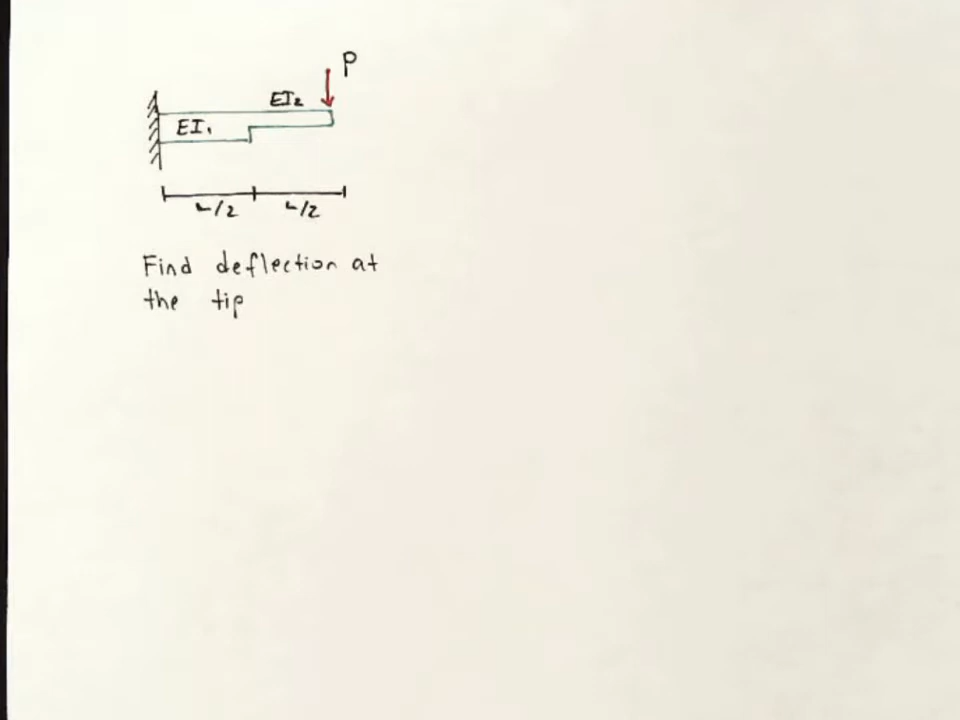 P
EI₂
EI₁
L/2 L/2
Find deflection at
the tip